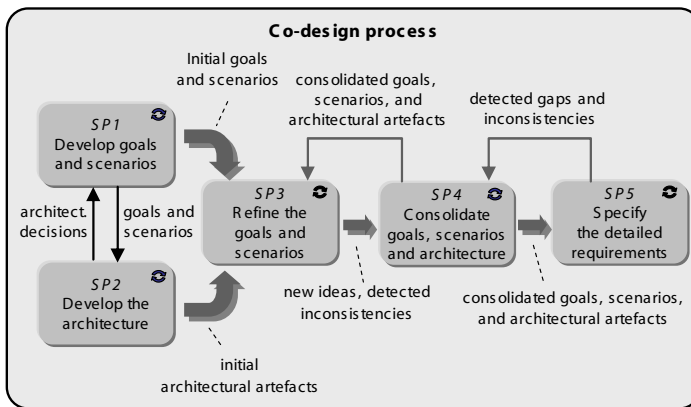 Co-design process
Initial goals
and scenarios
consolidated goals,
scenarios, and
architectural artefacts
detected gaps and
inconsistencies
SP1
Develop goals
and scenarios
architect.
decisions
goals and
scenarios
SP2
Develop the
architecture
SP3
Refine the
goals and
scenarios
SP4
Consolidate
goals, scenarios
and architecture
SP5
Specify
the detailed
requirements
new ideas, detected
inconsistencies
consolidated goals, scenarios,
and architectural artefacts
initial
architectural artefacts